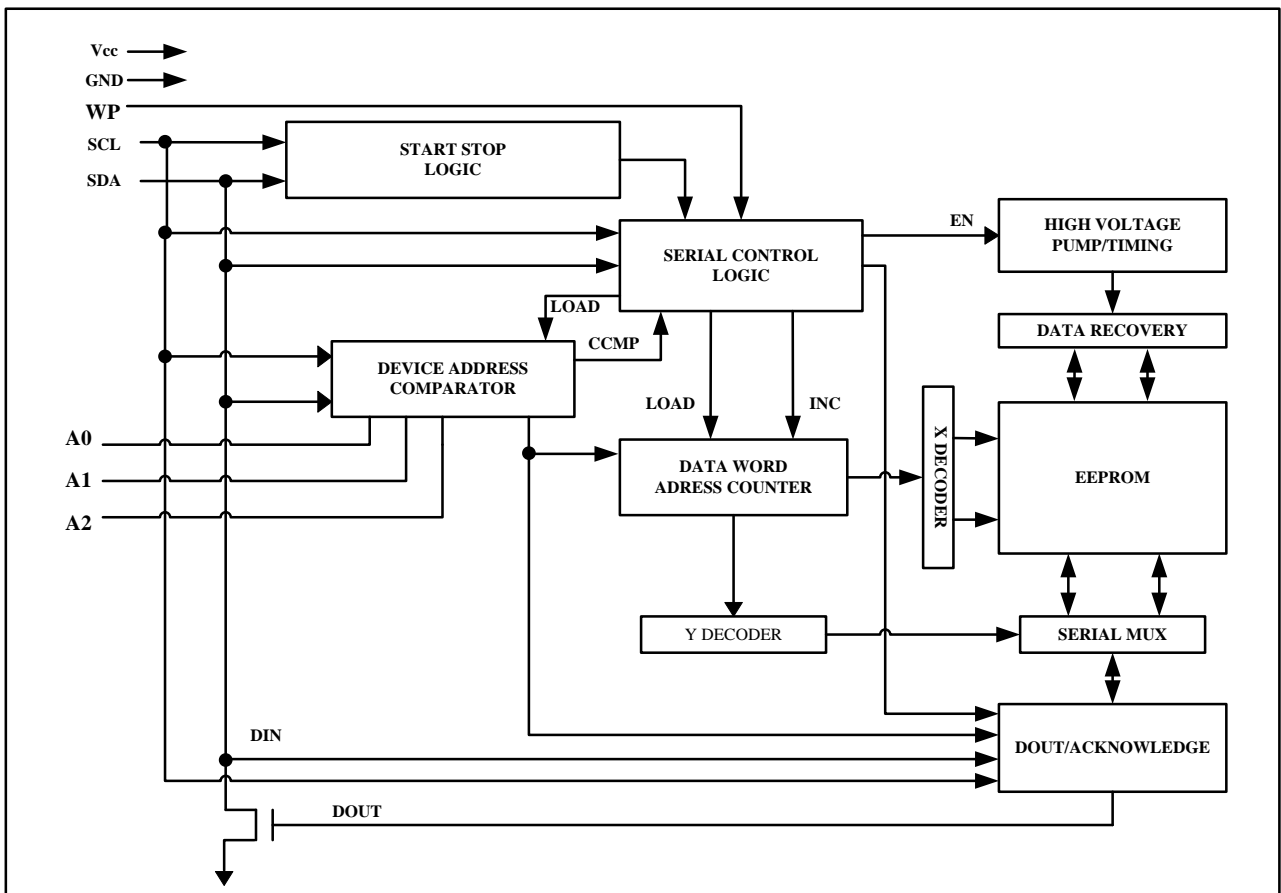 Vcc
GND
WP
SCL
SDA
START STOP
LOGIC
EN
HIGH VOLTAGE
PUMP/TIMING
SERIAL CONTROL
LOGIC
LOAD
CCMP
DATA RECOVERY
DEVICE ADDRESS
COMPARATOR
LOAD
INC
A0
A1
A2
DATA WORD
ADRESS COUNTER
X DECODER
EEPROM
Y DECODER
SERIAL MUX
DIN
DOUT/ACKNOWLEDGE
DOUT